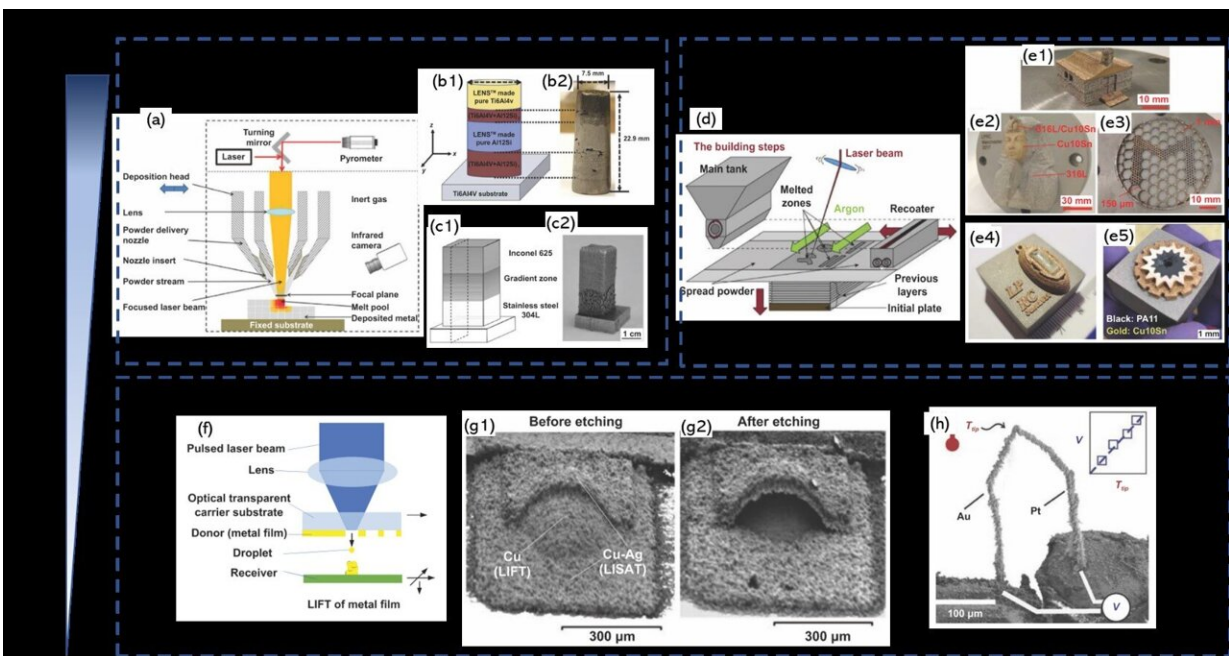 (a)
Turning
mirror
Laser
Pyrometer
Deposition head
Inert gas
Lens
Powder delivery
nozzle
Infrared
camera
Nozzle insert
Powder stream
Focal plane
Focused laser beam
Melt pool
Deposited metal
Fixed substrate
(b1)
LENS™ made
pure Ti6Al4v
(Ti6Al4V+Al12Si)
LENS™ made
pure Al12Si
(Ti6Al4V+Al12Si)
Ti6Al4V substrate
z
x
y
(b2)
7.5 mm
22.9 mm
(c1)
Inconel 625
Gradient zone
Stainless steel
304L
(c2)
1 cm
(d)
The building steps
Main tank
Laser beam
Melted
zones
Argon
Recoater
Spread powder
Previous
layers
Initial plate
(e1)
10 mm
(e2)
316L/Cu10Sn
Cu10Sn
316L
30 mm
(e3)
150 μm
10 mm
(e4)
(e5)
Black: PA11
Gold: Cu10Sn
1 mm
(f)
Pulsed laser beam
Lens
Optical transparent
carrier substrate
Donor (metal film)
Droplet
Receiver
LIFT of metal film
(g1)
Before etching
Cu
(LIFT)
Cu-Ag
(LISAT)
300 μm
(g2)
After etching
300 μm
(h)
Ttip
V
Ttip
Au
Pt
100 μm
V